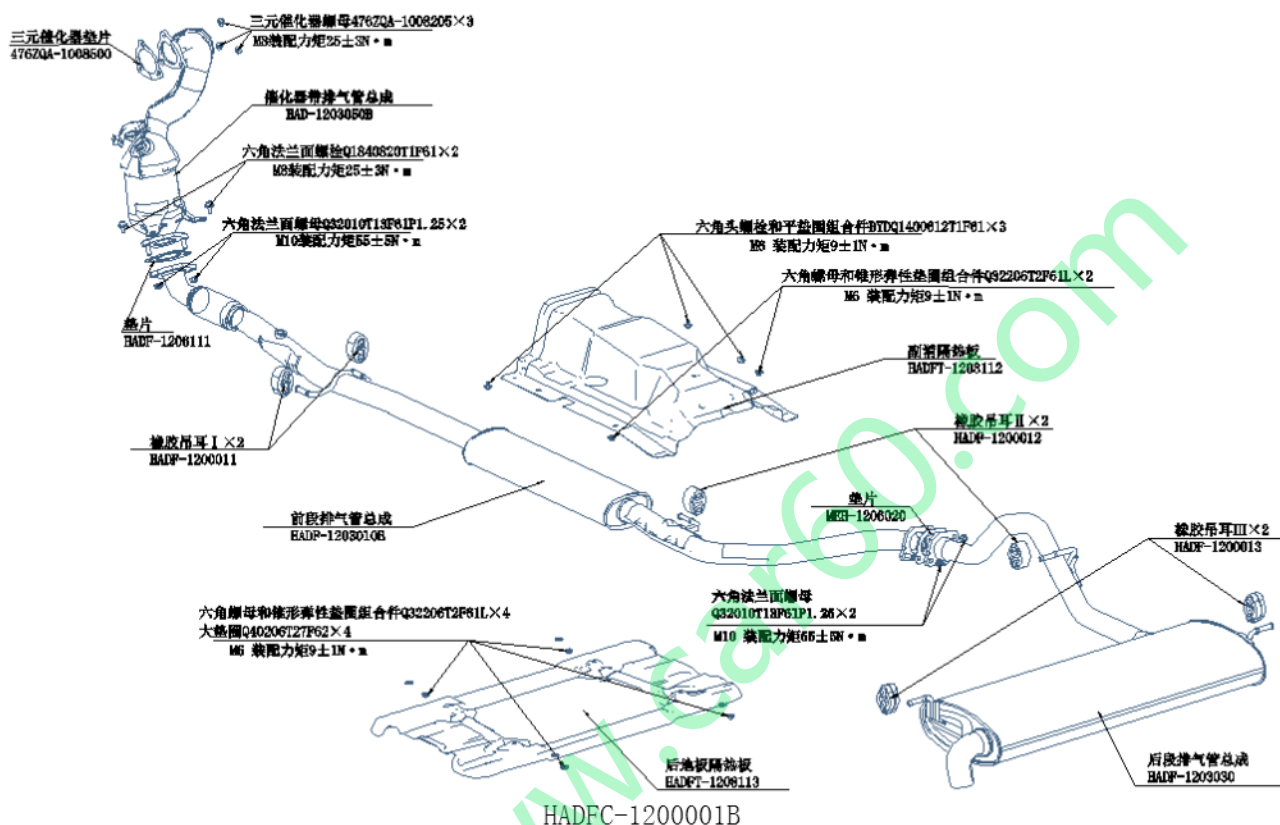 三元催化器螺母476ZQA-1008205×3
M8装配力矩25±3N·m
三元催化器垫片
476ZQA-1008500
催化器带排气管总成
HAD-1203050B
六角法兰面螺栓Q1840820T1F61×2
M8装配力矩25±3N·m
六角法兰面螺母Q32010T13F61P1.25×2
M10装配力矩55±5N·m
六角头螺栓和平垫圈组合件BYDQ1400612T1F61×3
M6 装配力矩9±1N·m
六角螺母和锥形弹性垫圈组合件Q32206T2F61L×2
M6 装配力矩9±1N·m
垫片
HADF-1206111
副消隔热板
HADFT-1208112
橡胶吊耳Ⅰ×2
HADF-1200011
橡胶吊耳Ⅱ×2
HADF-1200012
前段排气管总成
HADF-1203010B
垫片
MEB-1206020
橡胶吊耳III×2
HADF-1200013
六角法兰面螺母
Q32010T13F61P1.25×2
M10 装配力矩55±5N·m
六角螺母和锥形弹性垫圈组合件Q32206T2F61L×4
大垫圈Q40206T27F62×4
M6 装配力矩9±1N·m
后地板隔热板
HADFT-1208113
后段排气管总成
HADF-1203030
HADFC-1200001B
www.car60.com